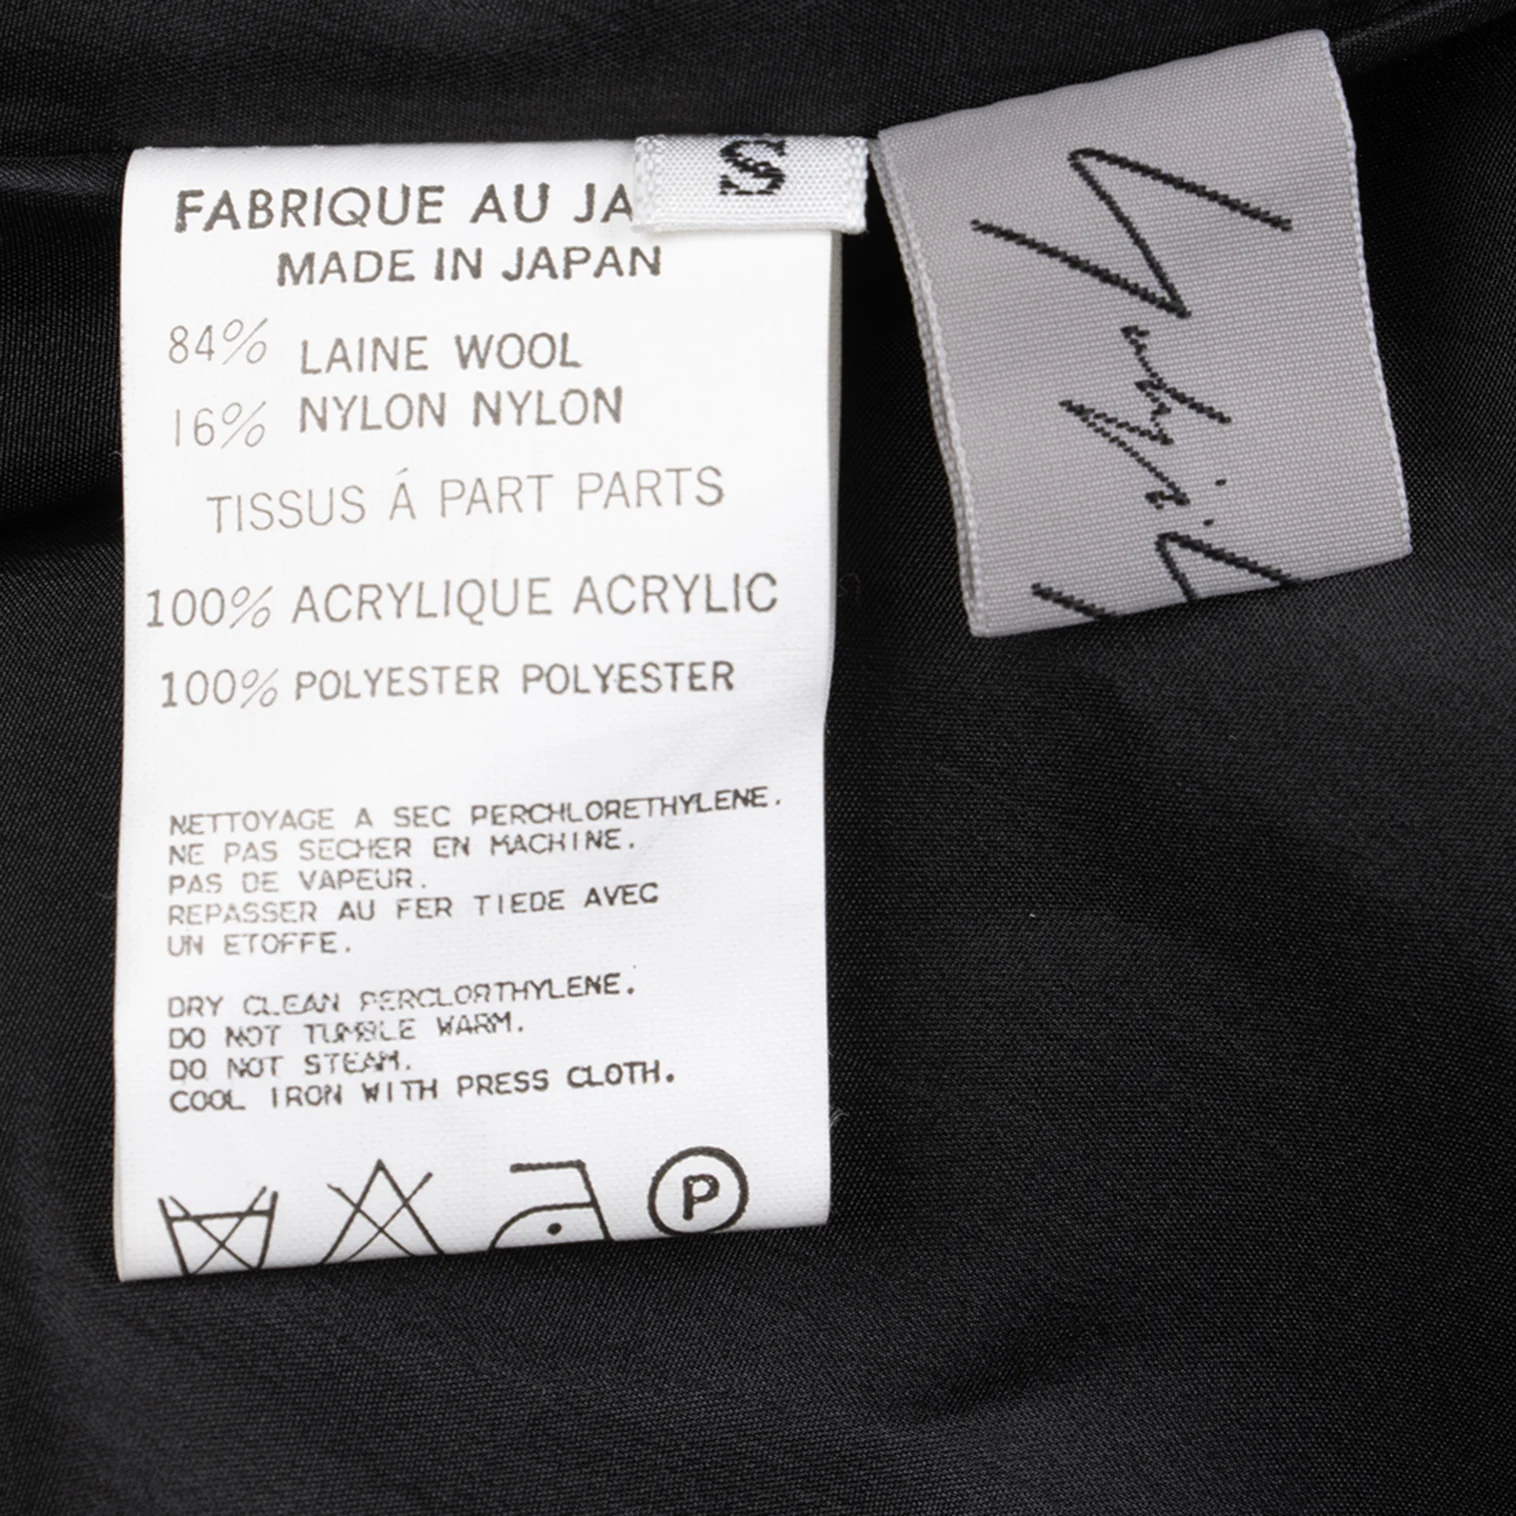 FABRIQUE AU JA
S
MADE IN JAPAN
84% LAINE WOOL
16% NYLON NYLON
TISSUS Á PART PARTS
100% ACRYLIQUE ACRYLIC
100% POLYESTER POLYESTER
NETTOYAGE A SEC PERCHLORETHYLENE.
NE PAS SECHER EN MACHINE.
PAS DE VAPEUR.
REPASSER AU FER TIEDE AVEC
UN ETOFFE.
DRY CLEAN PERCLORTHYLENE.
DO NOT TUMBLE WARM.
DO NOT STEAM.
COOL IRON WITH PRESS CLOTH.
P